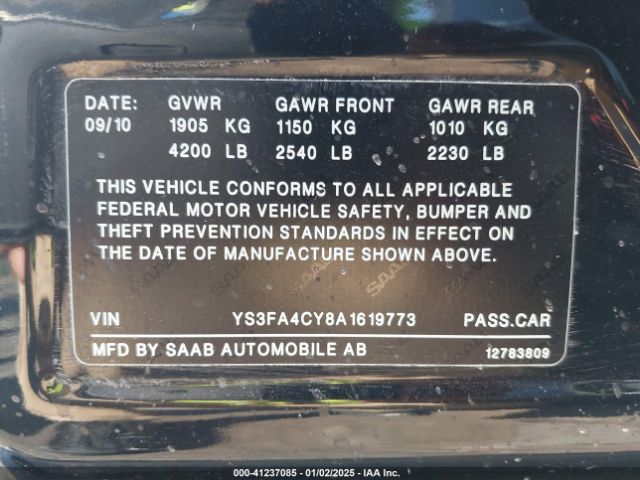 DATE: GVWR GAWR FRONT GAWR REAR
09/10 1905 KG 1150 KG 1010 KG
4200 LB 2540 LB 2230 LB
THIS VEHICLE CONFORMS TO ALL APPLICABLE
FEDERAL MOTOR VEHICLE SAFETY, BUMPER AND
THEFT PREVENTION STANDARDS IN EFFECT ON
THE DATE OF MANUFACTURE SHOWN ABOVE.
VIN YS3FA4CY8A1619773 PASS.CAR
MFD BY SAAB AUTOMOBILE AB 12783809
000-41237085 - 01/02/2025 - IAA Inc.